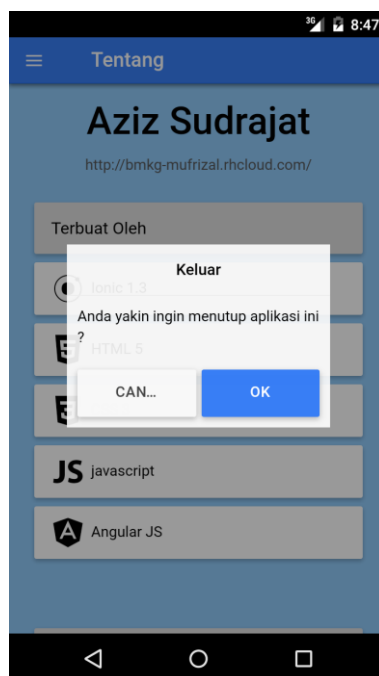 3G 8:47
Tentang
Aziz Sudrajat
http://bmkg-mufrizal.rhcloud.com/
Terbuat Oleh
Keluar
Ionic 1.3
Anda yakin ingin menutup aplikasi ini
?
HTML 5
CAN...
OK
JS javascript
Angular JS